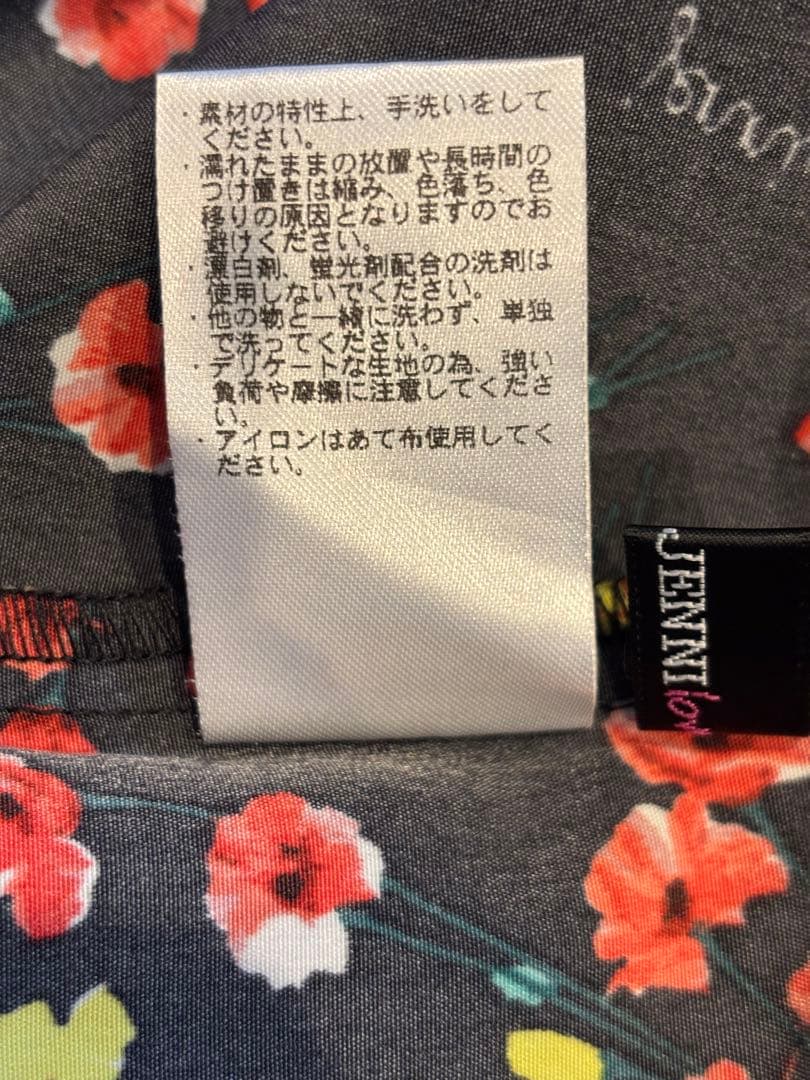 ・素材の特性上、手洗いをして
ください。
・濡れたままの放置や長時間の
つけ置きは縮み、色落ち、色
移りの原因となりますのでお
避けください。
・漂白剤、蛍光剤配合の洗剤は
使用しないでください。
・他の物と一緒に洗わず、単独
で洗ってください。
・デリケートな生地の為、強い
負荷や摩擦に注意してくださ
い。
・アイロンはあて布使用してく
ださい。
JENNI